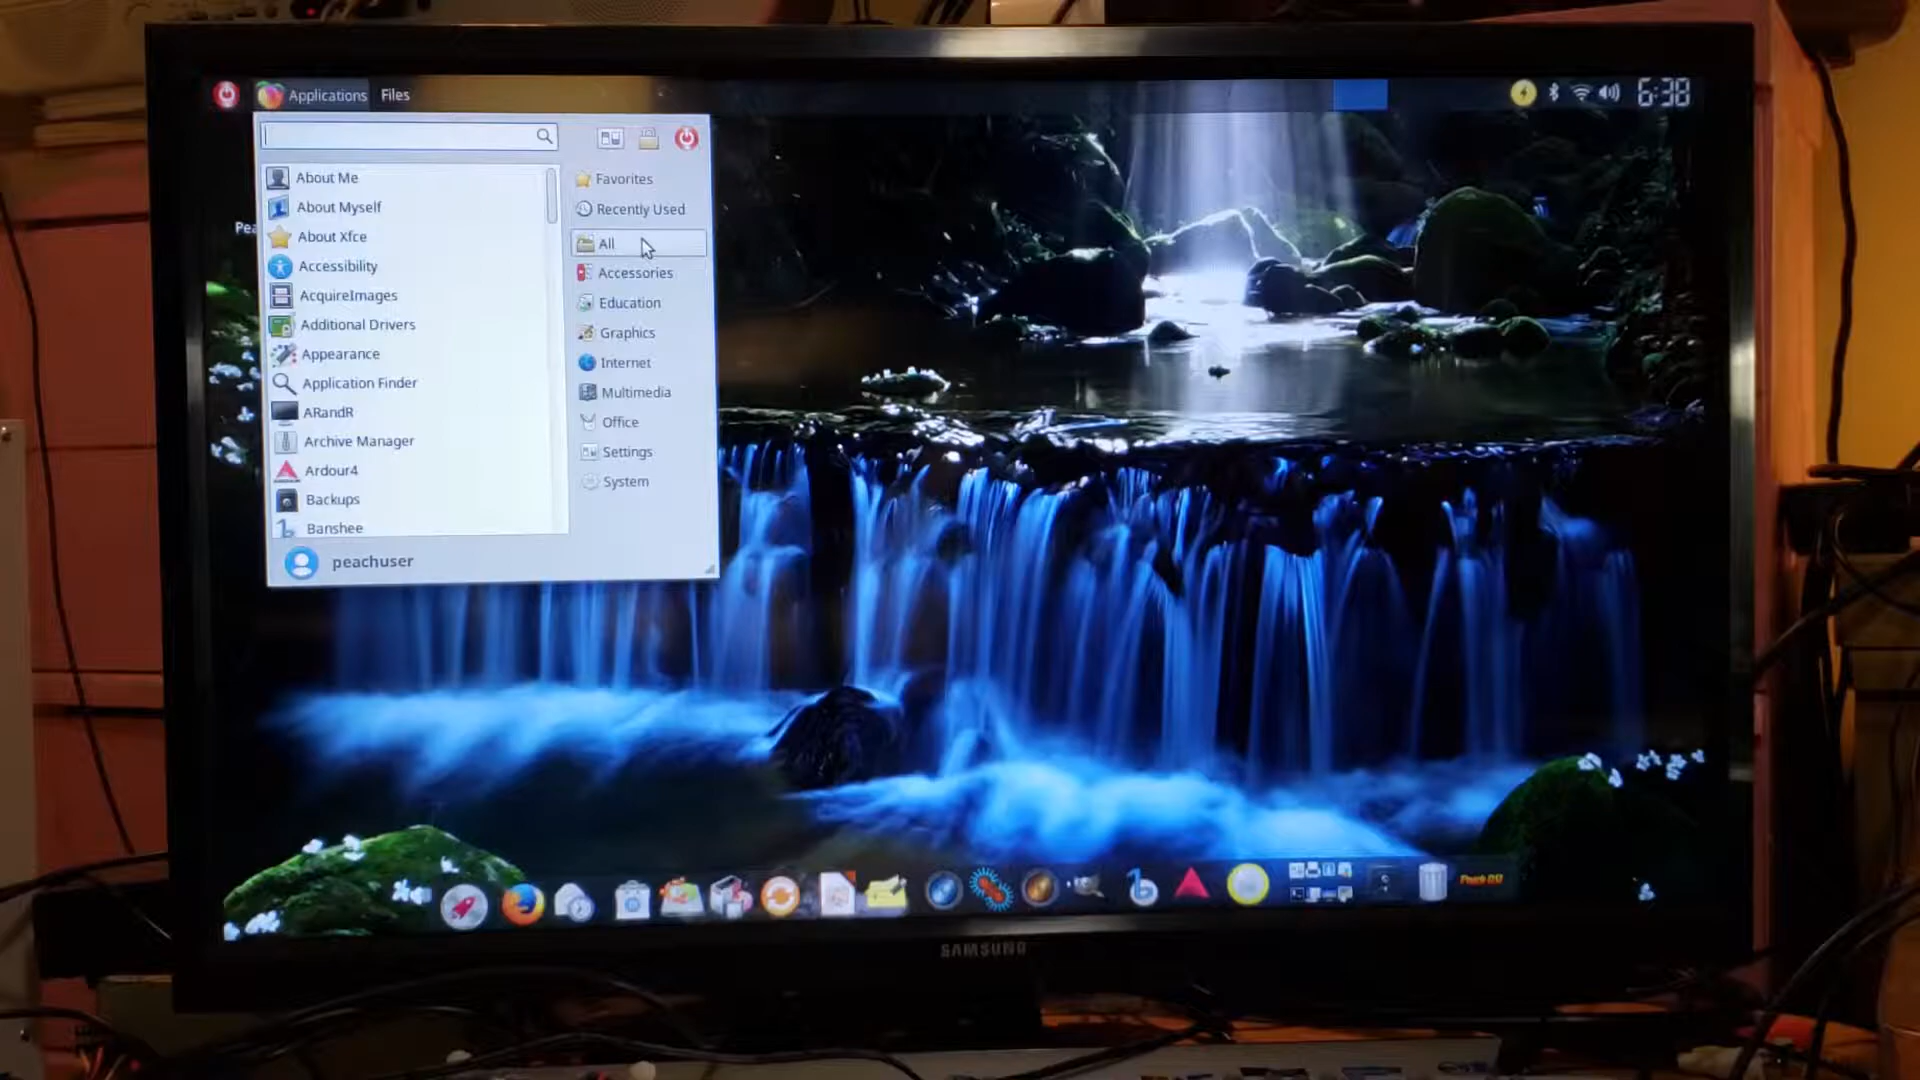 Applications Files
6:38
About Me
About Myself
About Xfce
Accessibility
AcquireImages
Additional Drivers
Appearance
Application Finder
ARandR
Archive Manager
Ardour4
Backups
Banshee
Favorites
Recently Used
All
Accessories
Education
Graphics
Internet
Multimedia
Office
Settings
System
peachuser
Pea
SAMSUNG